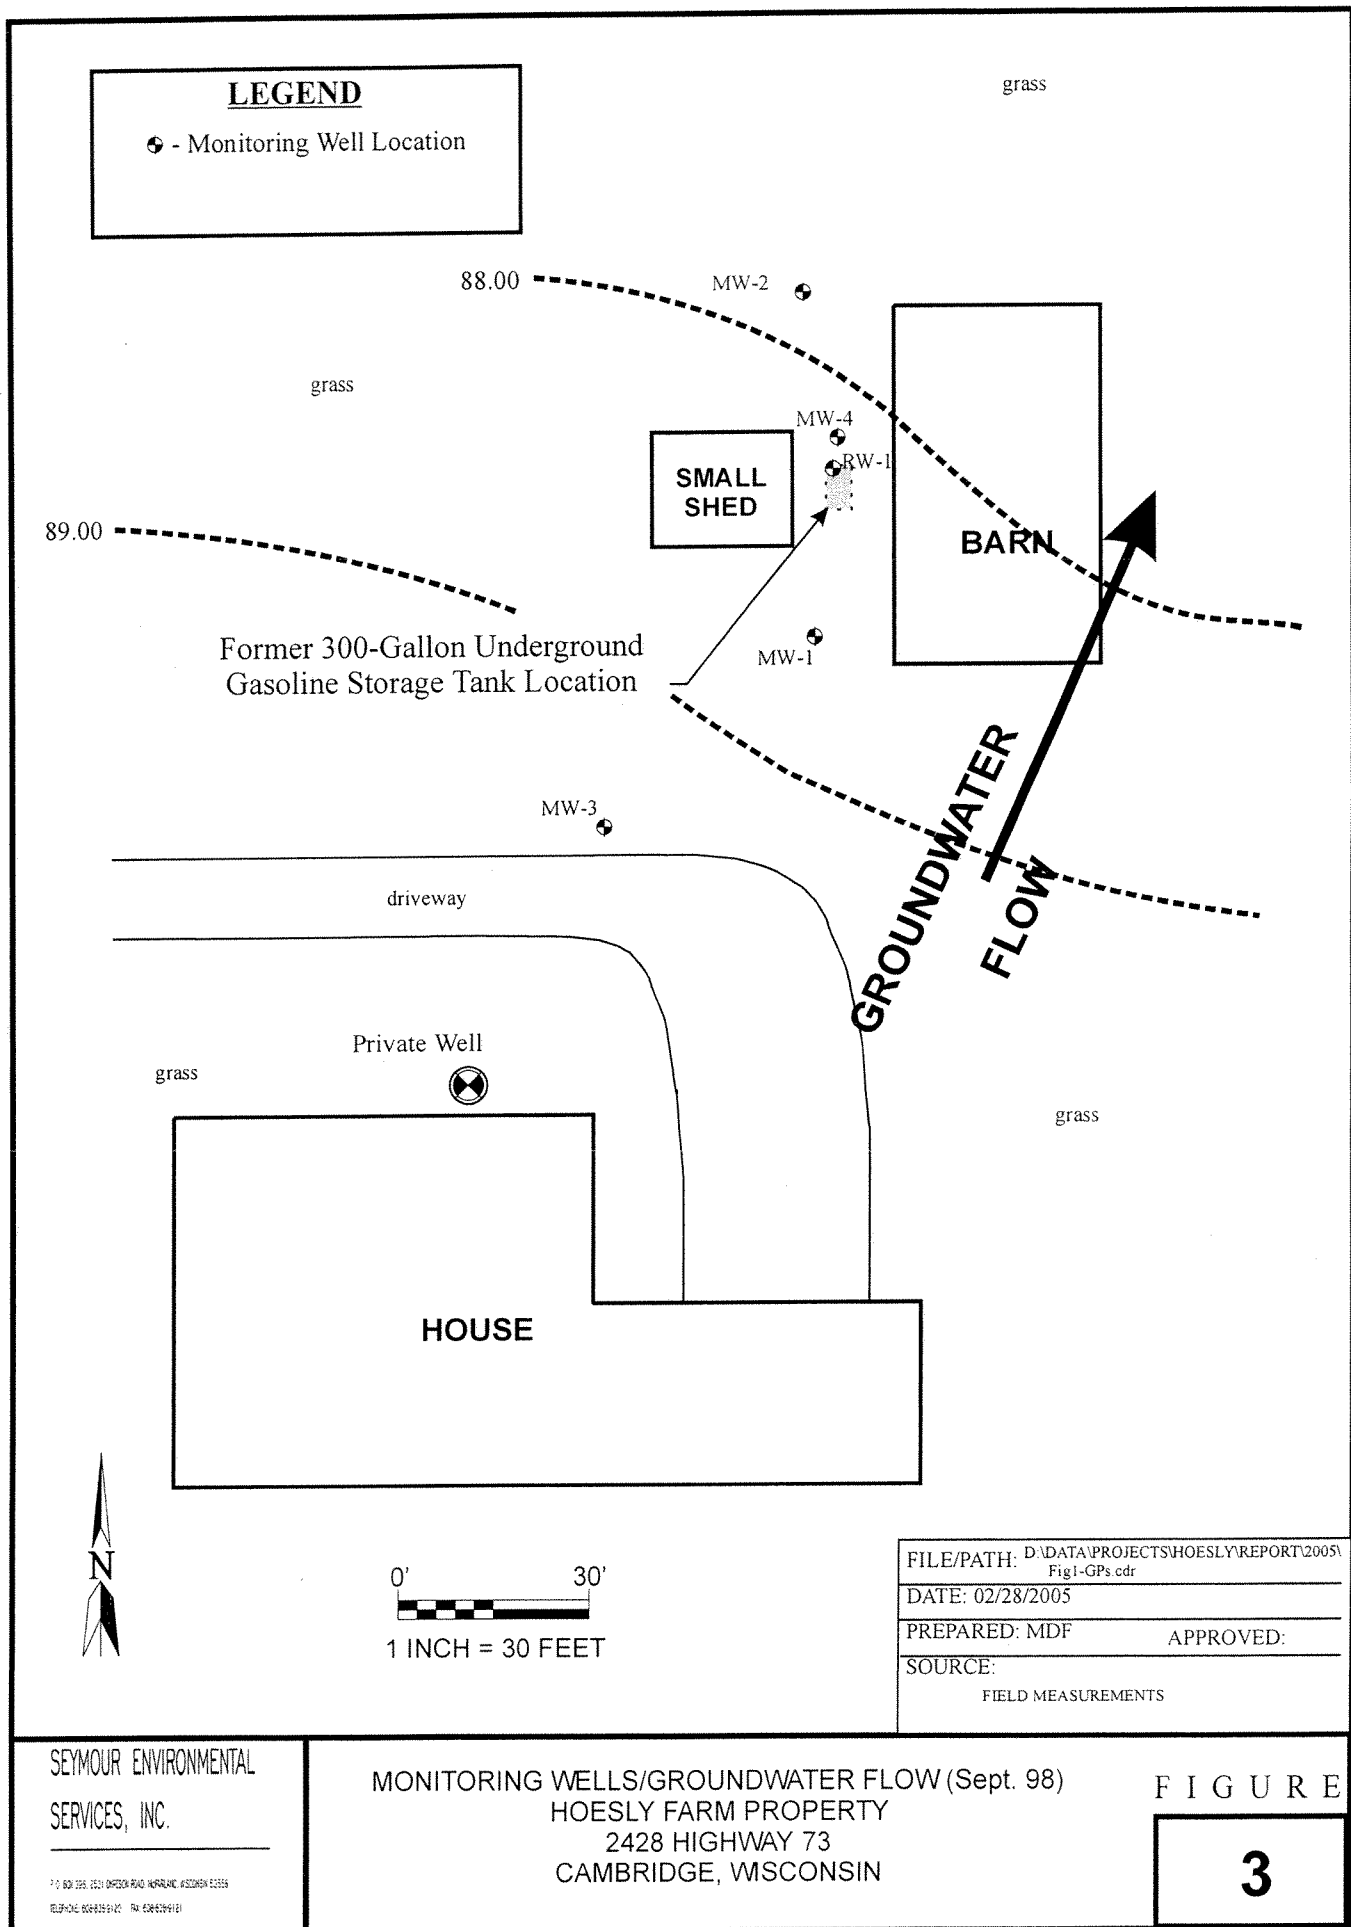 LEGEND
- Monitoring Well Location
grass
88.00
MW-2
grass
MW-4
RW-1
SMALL
SHED
89.00
BARN
Former 300-Gallon Underground
Gasoline Storage Tank Location
MW-1
GROUNDWATER
FLOW
MW-3
driveway
Private Well
grass
grass
HOUSE
N
0' 30'
1 INCH = 30 FEET
FILE/PATH: D:\DATA\PROJECTS\HOESLY\REPORT\2005\
Fig1-GPs.cdr
DATE: 02/28/2005
PREPARED: MDF APPROVED:
SOURCE:
FIELD MEASUREMENTS
SEYMOUR ENVIRONMENTAL
SERVICES, INC.
MONITORING WELLS/GROUNDWATER FLOW (Sept. 98)
HOESLY FARM PROPERTY
2428 HIGHWAY 73
CAMBRIDGE, WISCONSIN
FIGURE
3